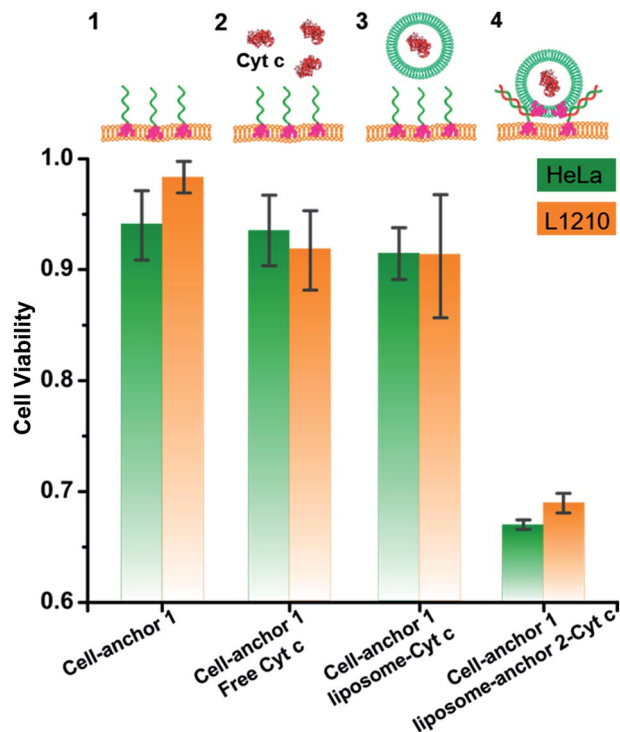 1
2
3
4
Cyt c
HeLa
L1210
1.0
0.9
0.8
0.7
0.6
Cell Viability
Cell-anchor 1
Cell-anchor 1
Free Cyt c
Cell-anchor 1
liposome-Cyt c
Cell-anchor 1
liposome-anchor 2-Cyt c